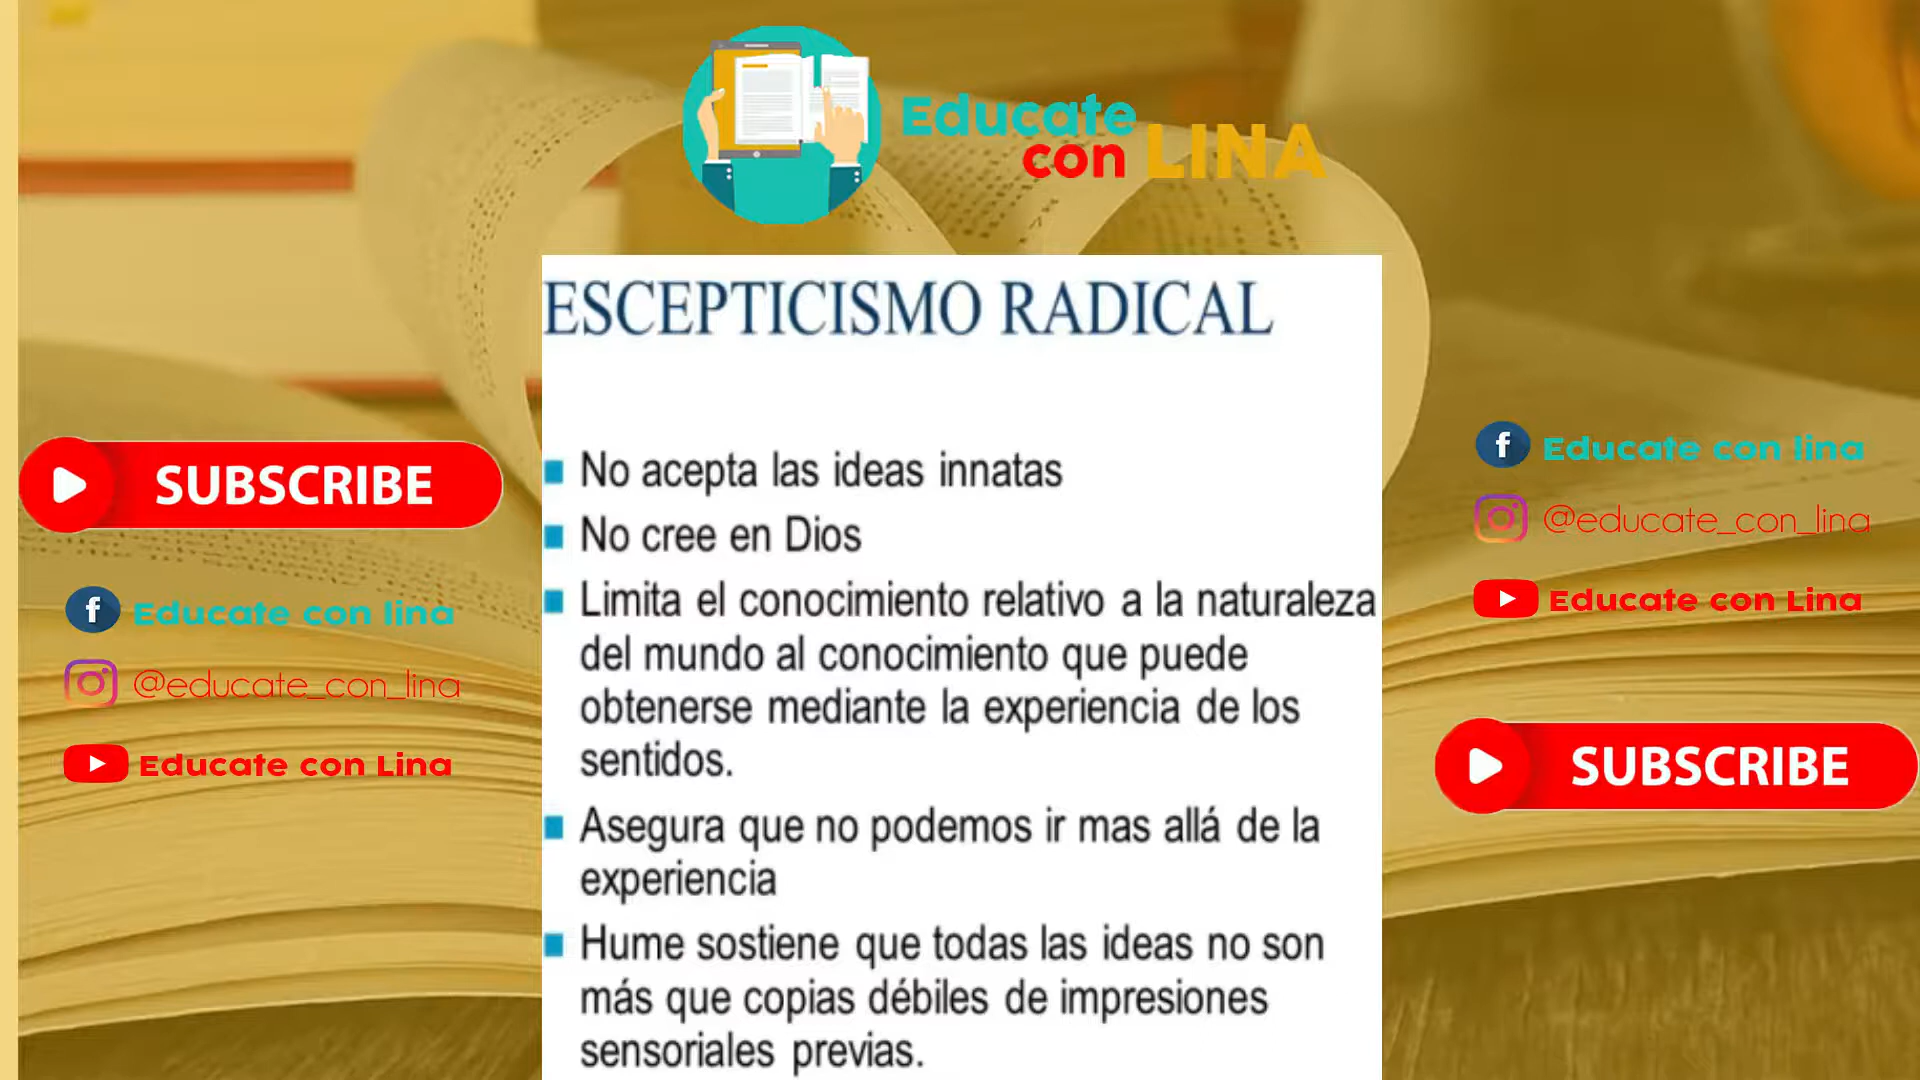 Educate
con LINA
ESCEPTICISMO RADICAL
No acepta las ideas innatas
No cree en Dios
Limita el conocimiento relativo a la naturaleza
del mundo al conocimiento que puede
obtenerse mediante la experiencia de los
sentidos.
Asegura que no podemos ir mas allá de la
experiencia
Hume sostiene que todas las ideas no son
más que copias débiles de impresiones
sensoriales previas.
SUBSCRIBE
Educate con lina
@educate_con_lina
Educate con Lina
Educate con lina
@educate_con_lina
Educate con Lina
SUBSCRIBE